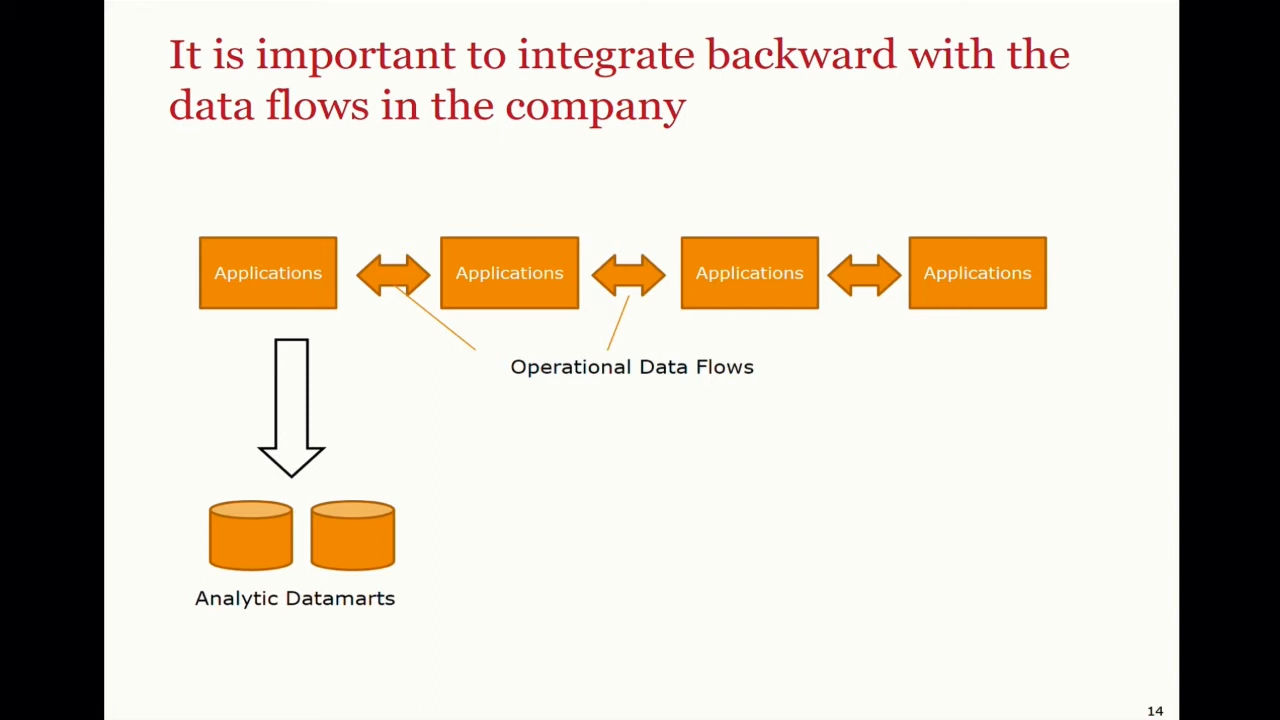 It is important to integrate backward with the
data flows in the company
Applications
Applications
Applications
Applications
Operational Data Flows
Analytic Datamarts
14